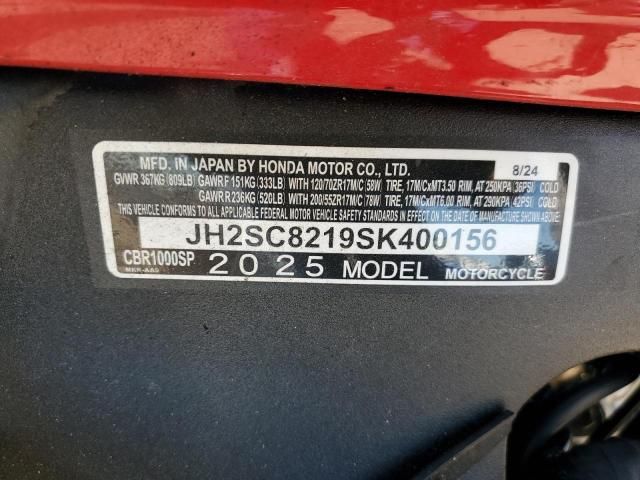 MFD. IN JAPAN BY HONDA MOTOR CO., LTD. 8/24
GVWR 367KG (809LB) GAWR F 151KG (333LB) WITH 120/70ZR17M/C (58W) TIRE, 17M/CxMT3.50 RIM, AT 250KPA (36PSI) COLD
GAWR R 236KG (520LB) WITH 200/55ZR17M/C (78W) TIRE, 17M/CxMT6.00 RIM, AT 290KPA (42PSI) COLD
THIS VEHICLE CONFORMS TO ALL APPLICABLE FEDERAL MOTOR VEHICLE SAFETY STANDARDS IN EFFECT ON THE DATE OF MANUFACTURE SHOWN ABOVE.
JH2SC8219SK400156
CBR1000SP 2025 MODEL MOTORCYCLE
MKR-AA0